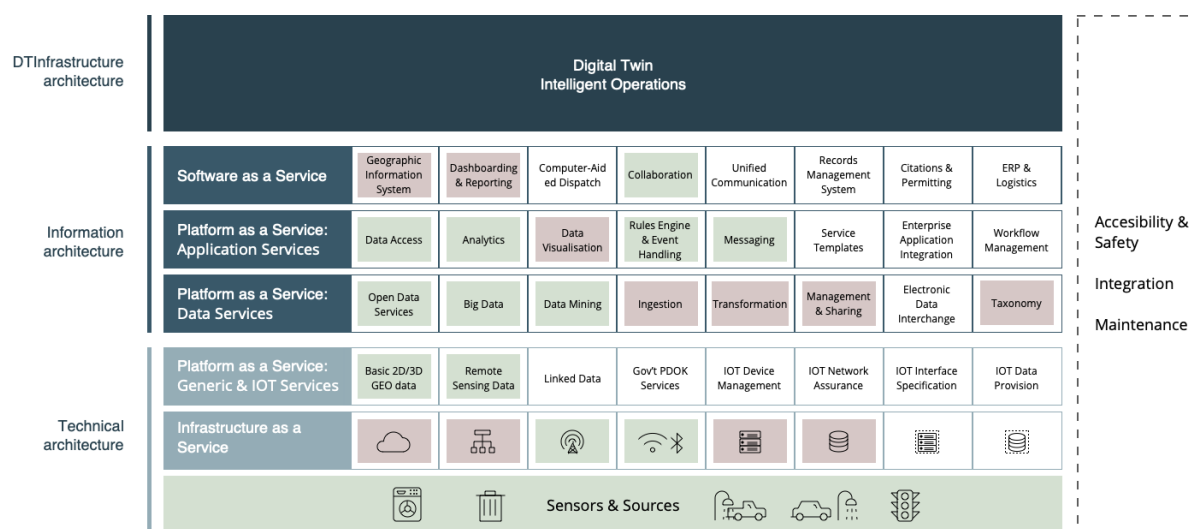 DTInfrastructure
architecture
Digital Twin
Intelligent Operations
Information
architecture
Software as a Service
Geographic
Information
System
Dashboarding
& Reporting
Computer-Aid
ed Dispatch
Collaboration
Unified
Communication
Records
Management
System
Citations &
Permitting
ERP &
Logistics
Platform as a Service:
Application Services
Data Access
Analytics
Data
Visualisation
Rules Engine
& Event
Handling
Messaging
Service
Templates
Enterprise
Application
Integration
Workflow
Management
Platform as a Service:
Data Services
Open Data
Services
Big Data
Data Mining
Ingestion
Transformation
Management
& Sharing
Electronic
Data
Interchange
Taxonomy
Technical
architecture
Platform as a Service:
Generic & IOT Services
Basic 2D/3D
GEO data
Remote
Sensing Data
Linked Data
Gov't PDOK
Services
IOT Device
Management
IOT Network
Assurance
IOT Interface
Specification
IOT Data
Provision
Infrastructure as a
Service
Sensors & Sources
Accesibility &
Safety
Integration
Maintenance